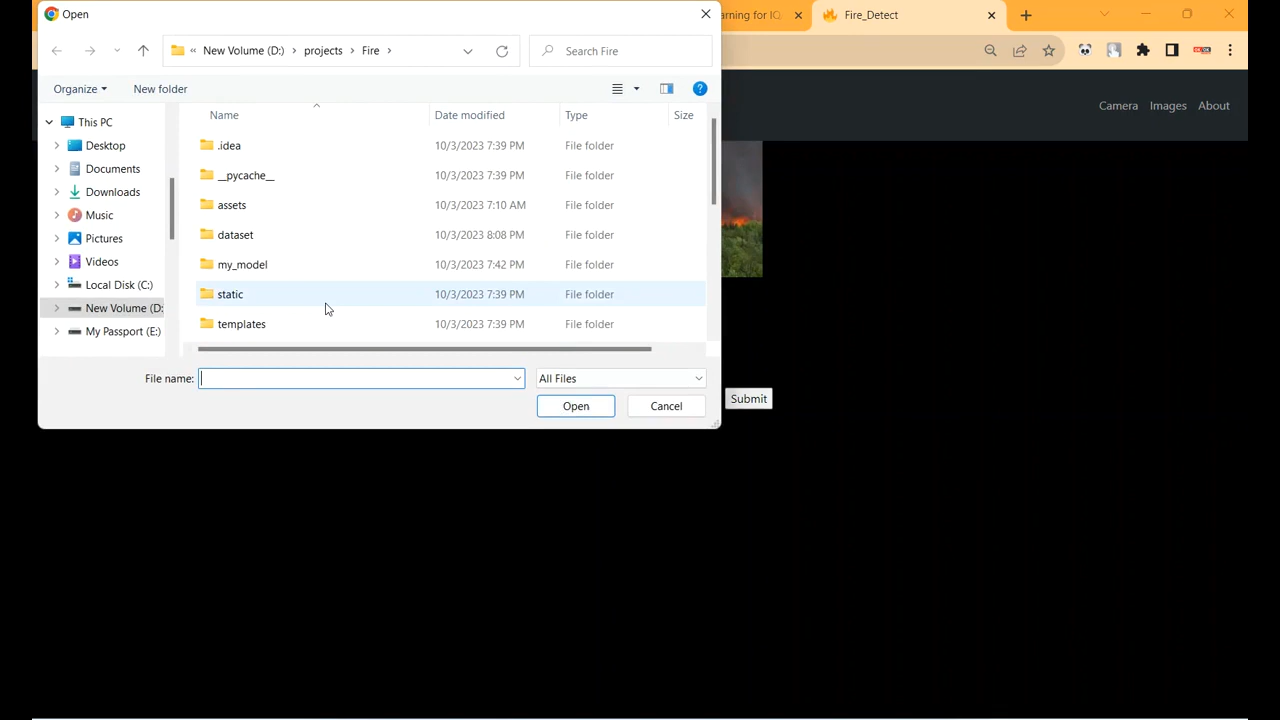 Open
arning for IQ
Fire_Detect
New Volume (D:)
projects
Fire
Search Fire
Organize
New folder
Camera
Images
About
Name
Date modified
Type
Size
This PC
Desktop
Documents
Downloads
Music
Pictures
Videos
Local Disk (C:)
New Volume (D:
My Passport (E:)
.idea 10/3/2023 7:39 PM File folder
__pycache__ 10/3/2023 7:39 PM File folder
assets 10/3/2023 7:10 AM File folder
dataset 10/3/2023 8:08 PM File folder
my_model 10/3/2023 7:42 PM File folder
static 10/3/2023 7:39 PM File folder
templates 10/3/2023 7:39 PM File folder
File name:
All Files
Open
Cancel
Submit